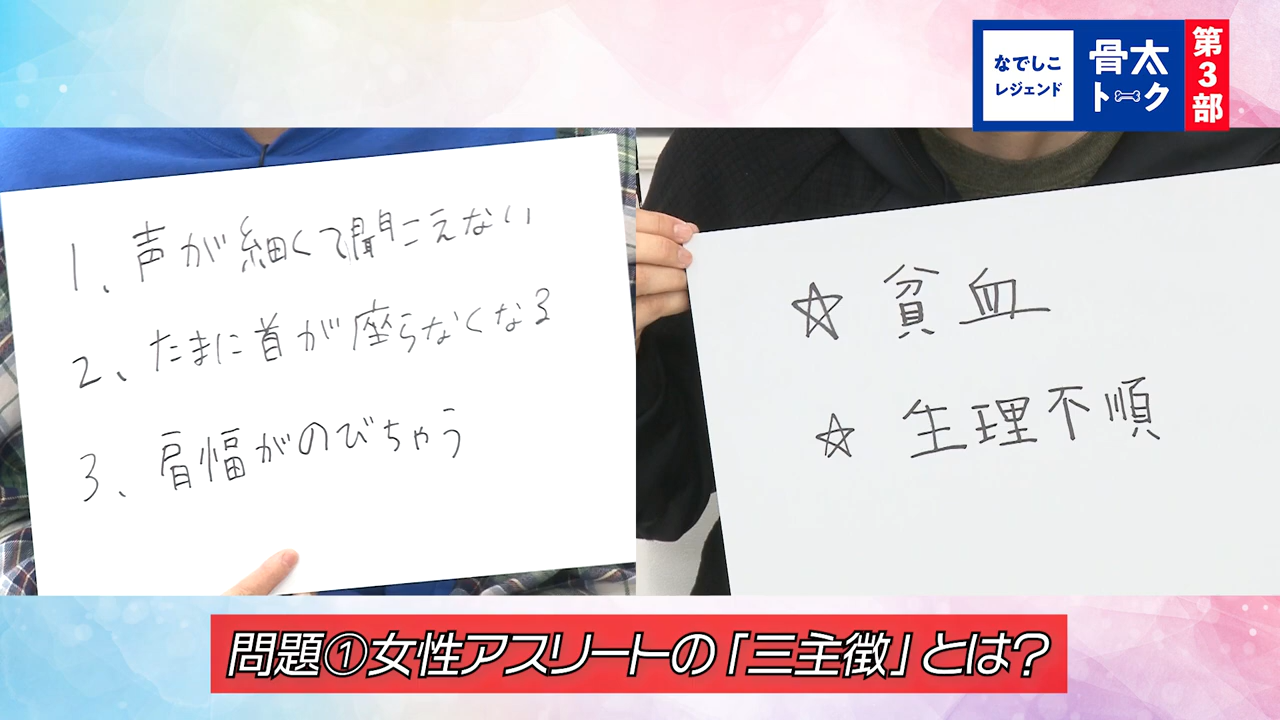 なでしこ
レジェンド
骨太
トーク
第3部
1、声が細くて聞こえない
2、たまに首が座らなくなる
3、肩幅がのびちゃう
☆ 貧血
☆ 生理不順
問題①女性アスリートの「三主徴」とは?